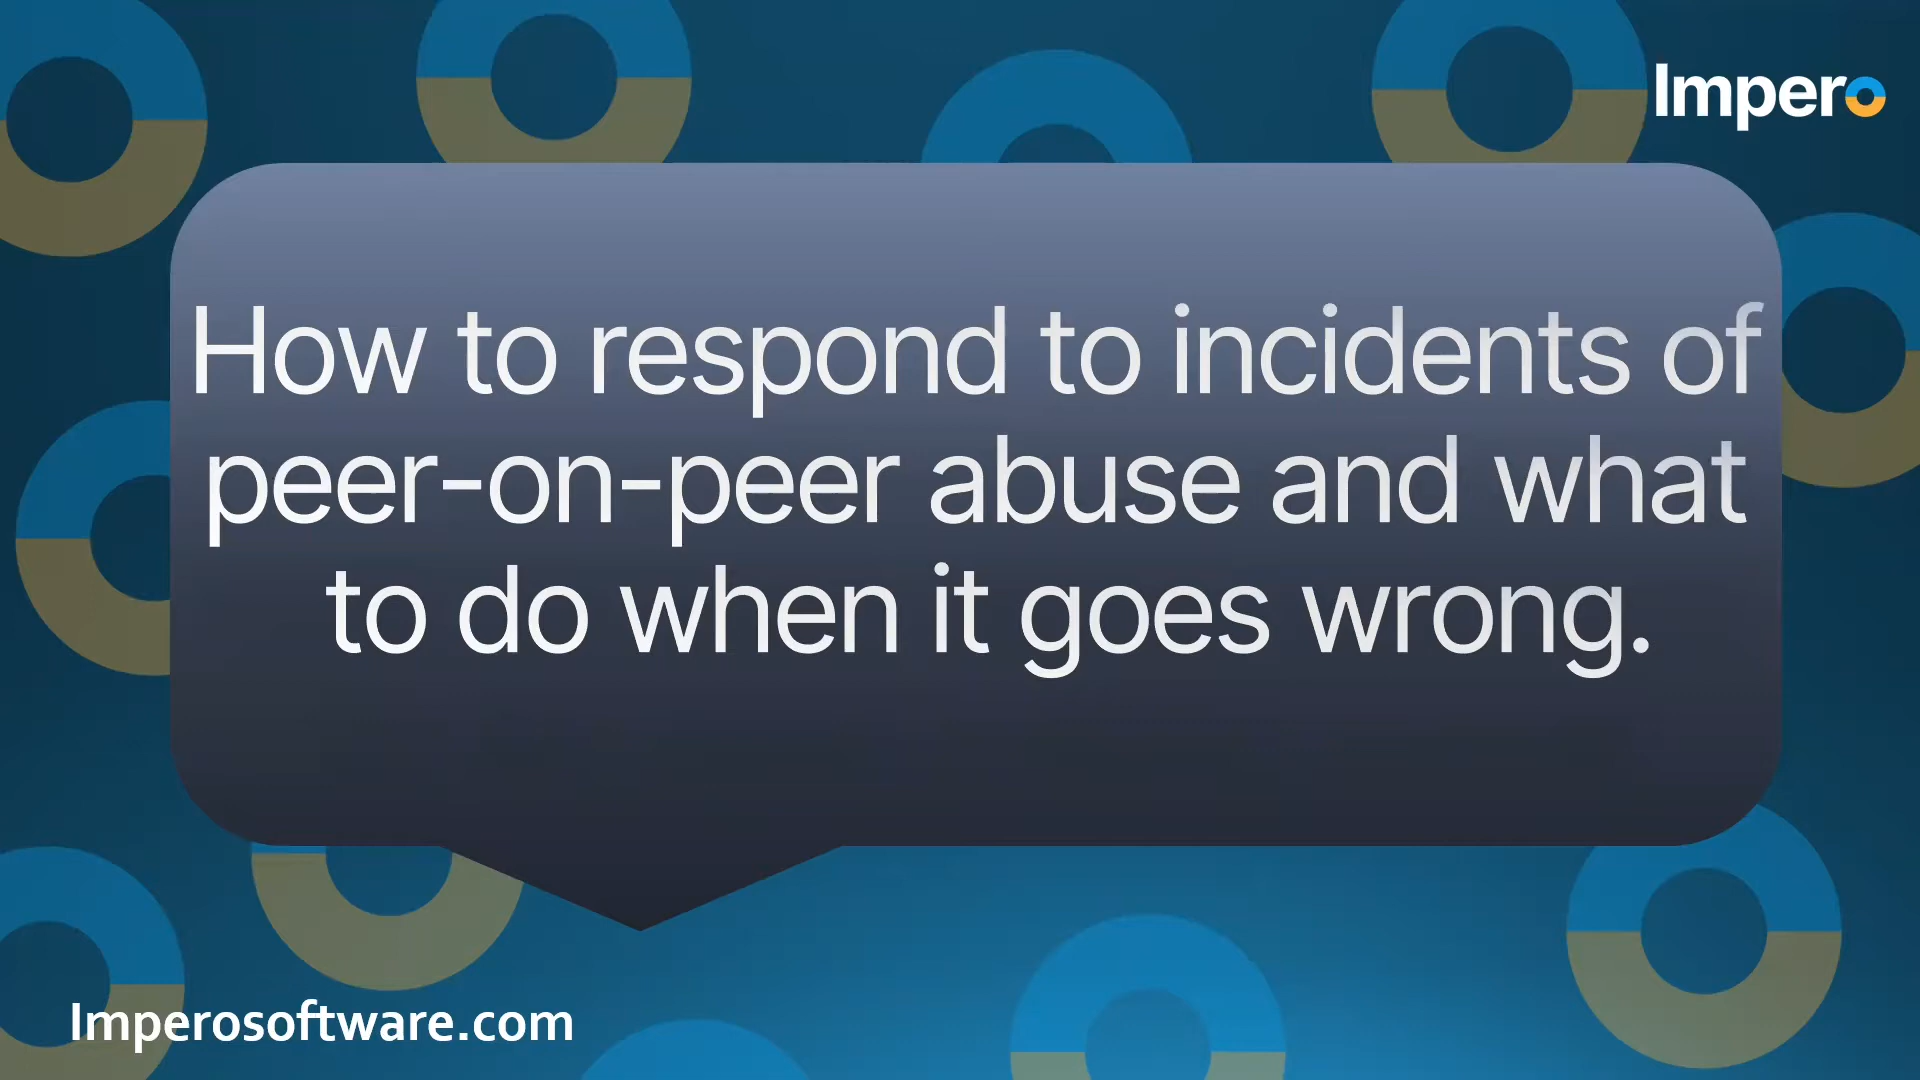 Impero
How to respond to incidents of
peer-on-peer abuse and what
to do when it goes wrong.
Imperosoftware.com